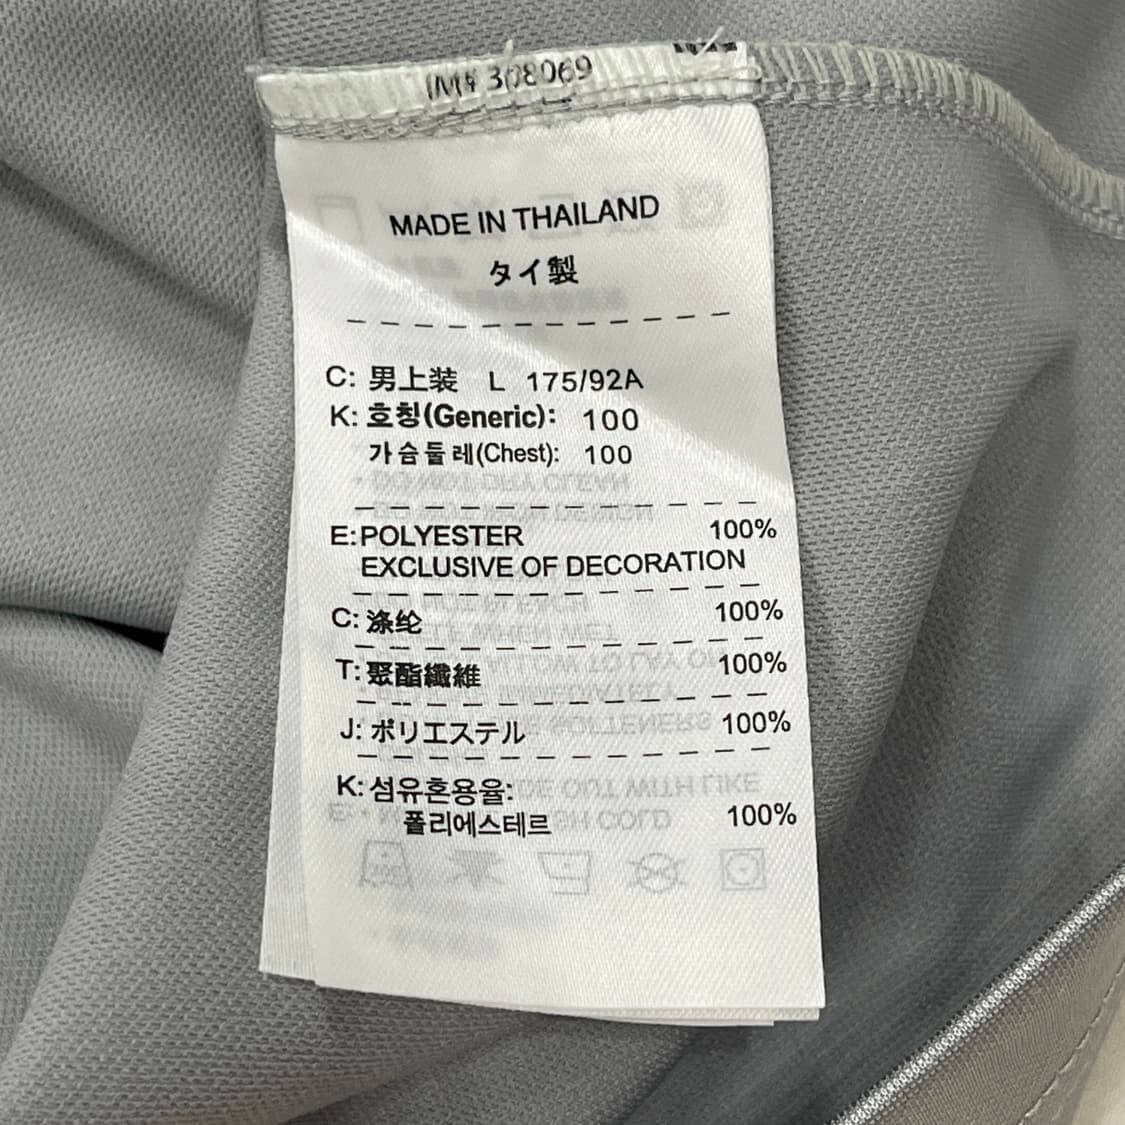 308069
MADE IN THAILAND
タイ製
C: 男上装 L 175/92A
K: 호칭(Generic): 100
가슴둘레(Chest): 100
E:POLYESTER 100%
EXCLUSIVE OF DECORATION
C: 涤纶 100%
T: 聚酯纖維 100%
J: ポリエステル 100%
K: 섬유혼용율:
폴리에스테르 100%